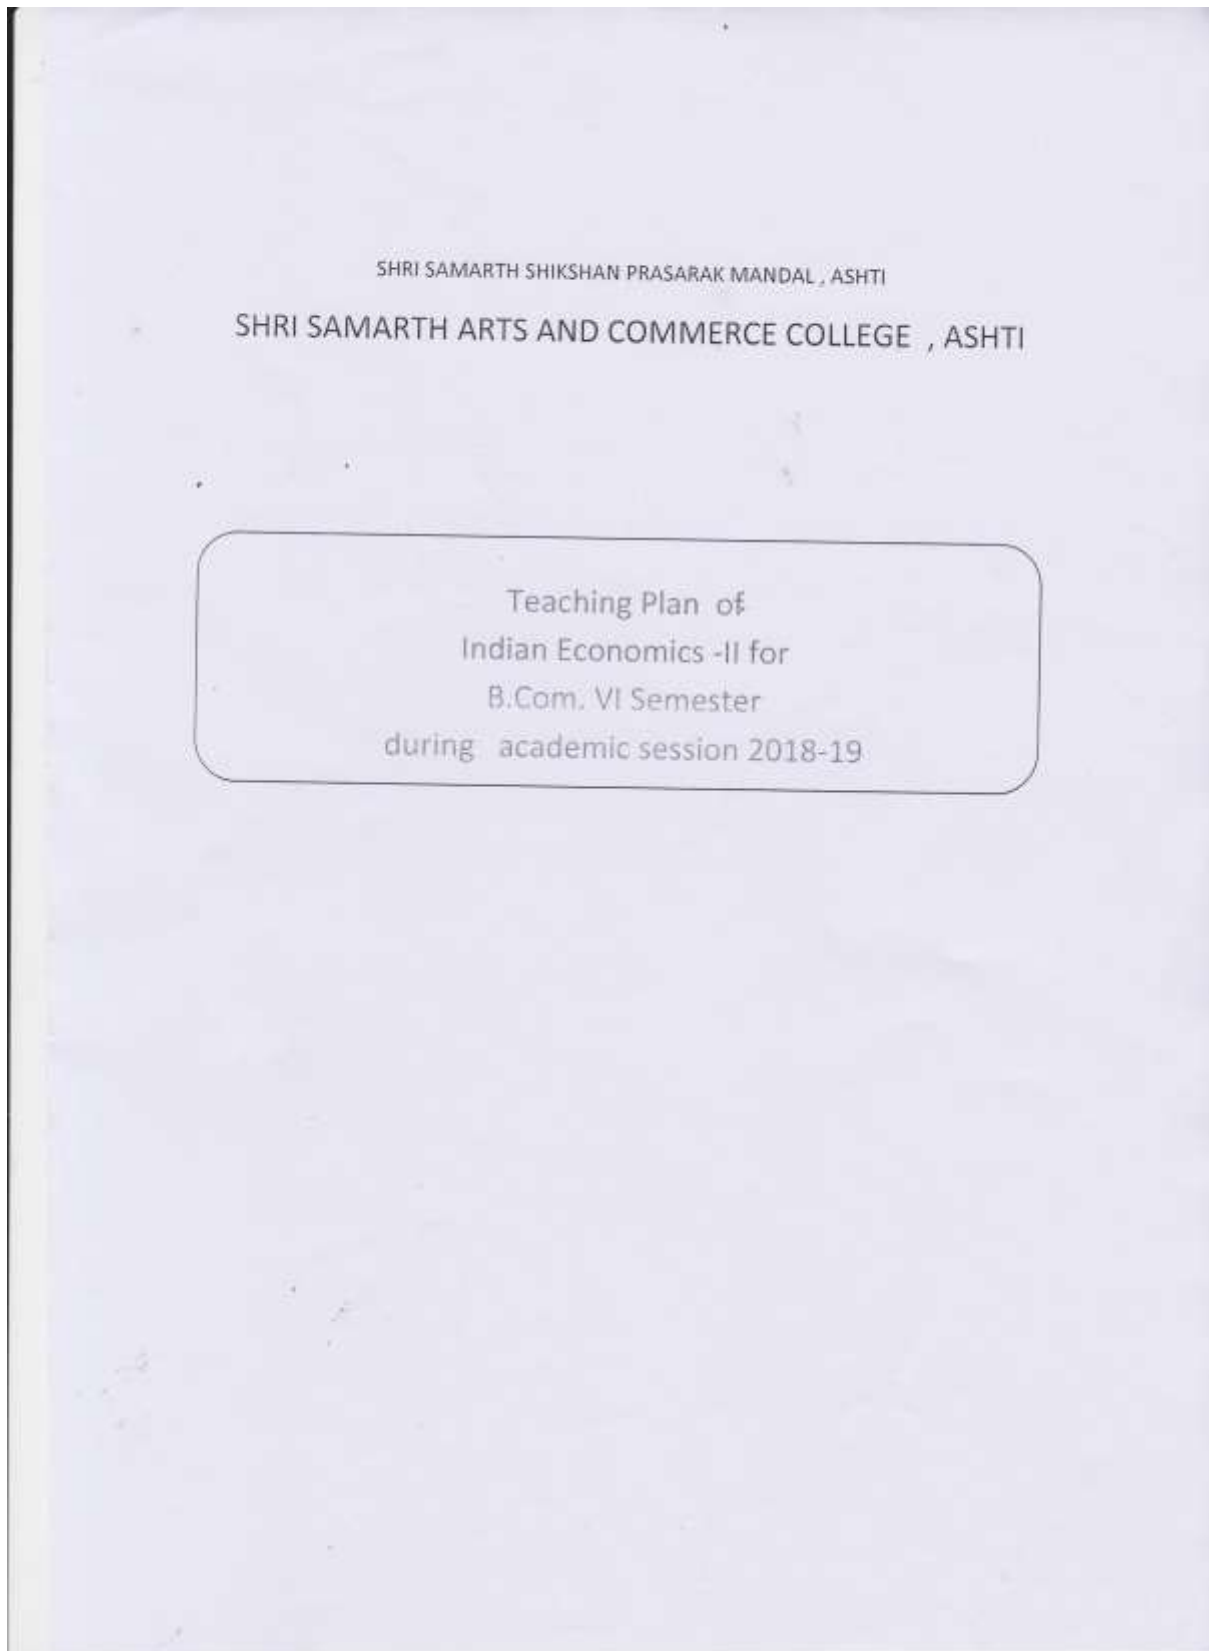 SHRI SAMARTH SHIKSHAN PRASARAK MANDAL , ASHTI
SHRI SAMARTH ARTS AND COMMERCE COLLEGE , ASHTI
Teaching Plan of
Indian Economics -II for
B.Com. VI Semester
during academic session 2018-19